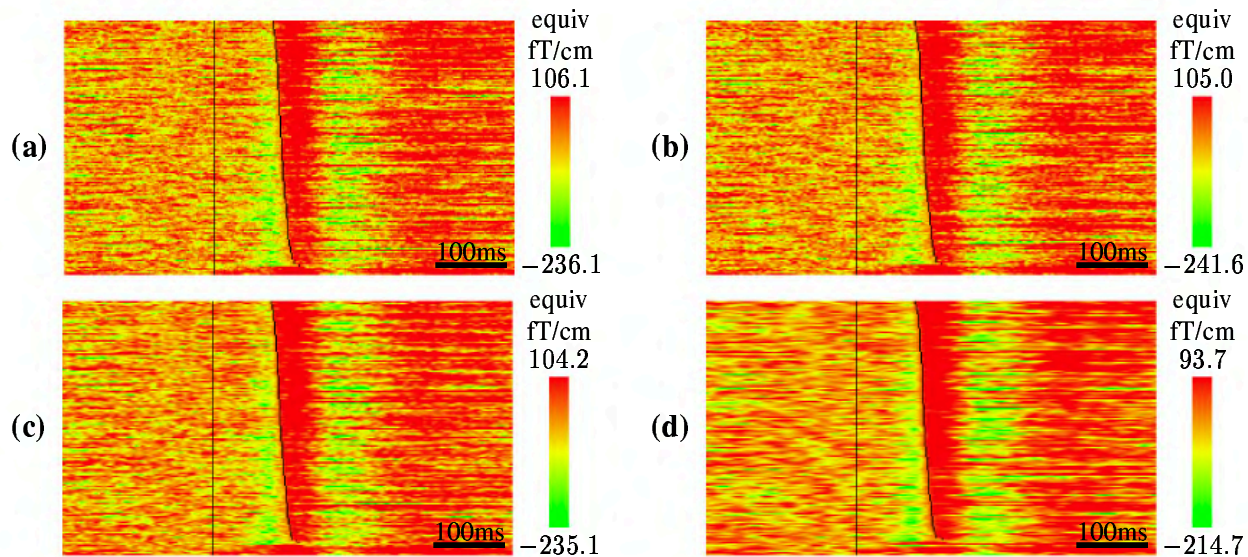 (a)
equiv
fT/cm
106.1
−236.1
100ms
(b)
equiv
fT/cm
105.0
−241.6
100ms
(c)
equiv
fT/cm
104.2
−235.1
100ms
(d)
equiv
fT/cm
93.7
−214.7
100ms